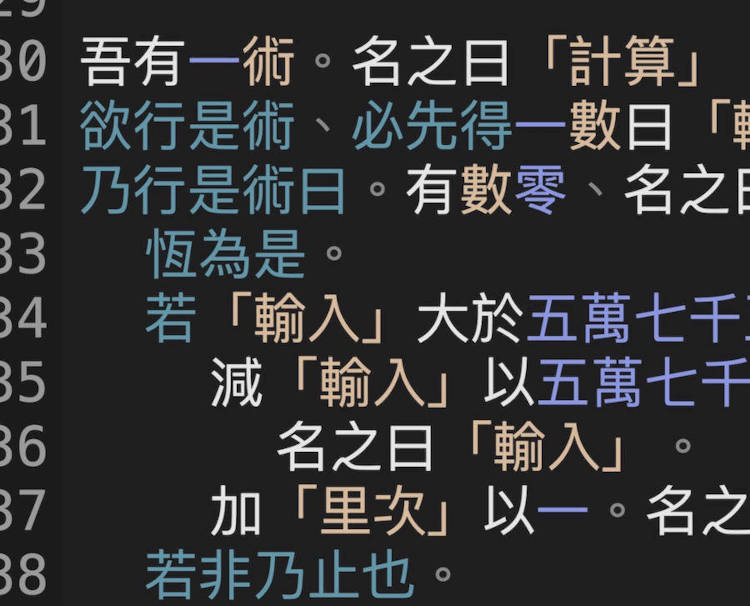 29
30 吾有一術。名之曰「計算」
31 欲行是術、必先得一數曰「
32 乃行是術曰。有數零、名之曰
33 恆為是。
34 若「輸入」大於五萬七千
35 減「輸入」以五萬七千
36 名之曰「輸入」。
37 加「里次」以一。名之
38 若非乃止也。